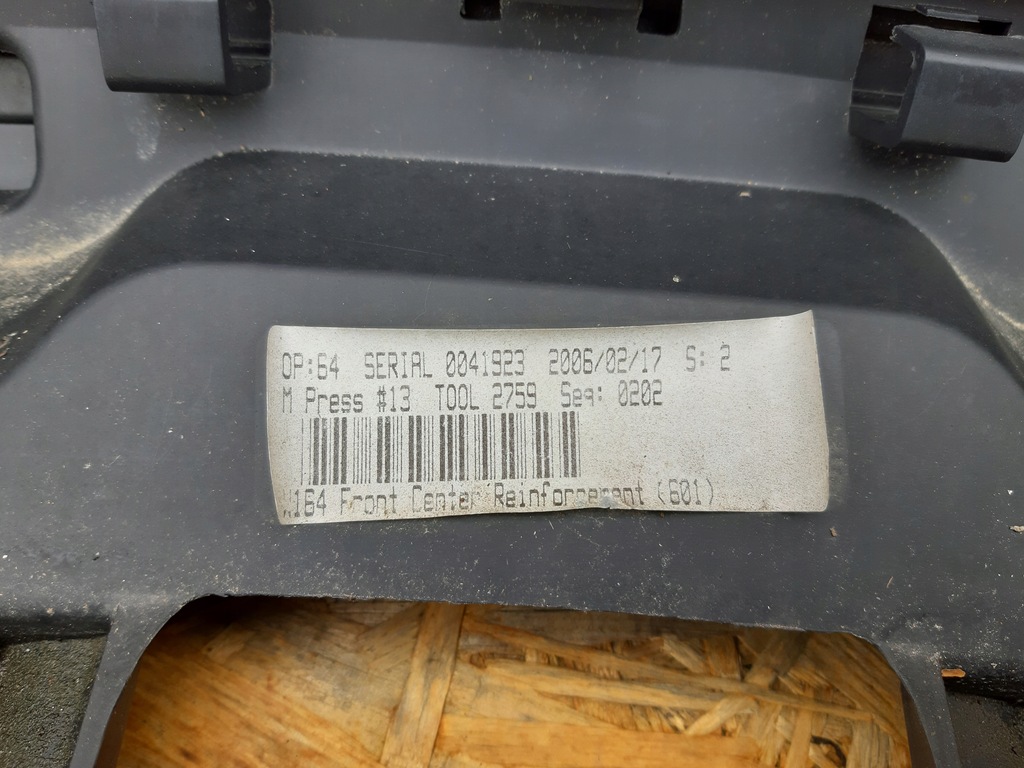 OP:64 SERIAL 0041923 2006/02/17 S: 2
M Press #13 TOOL 2759 Seq: 0202
164 Front Center Reinforcement (601)